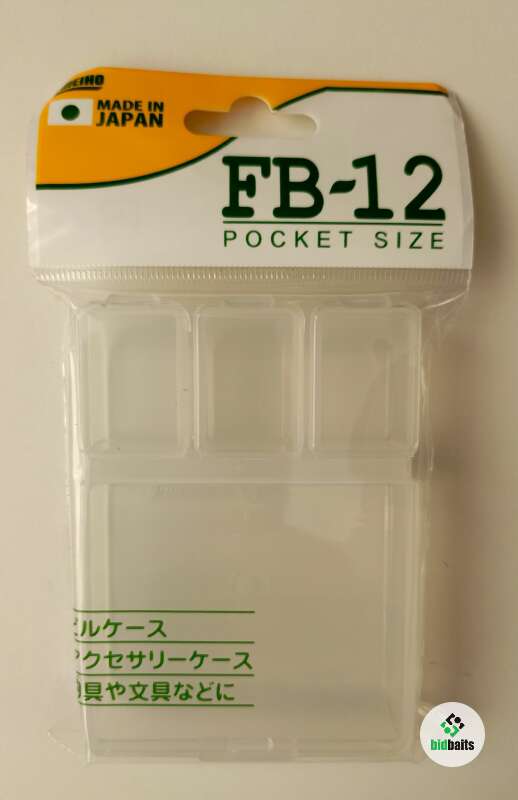 MADE IN
JAPAN
FB-12
POCKET SIZE
ルケース
クセサリーケース
具や文具などに
bidbaits